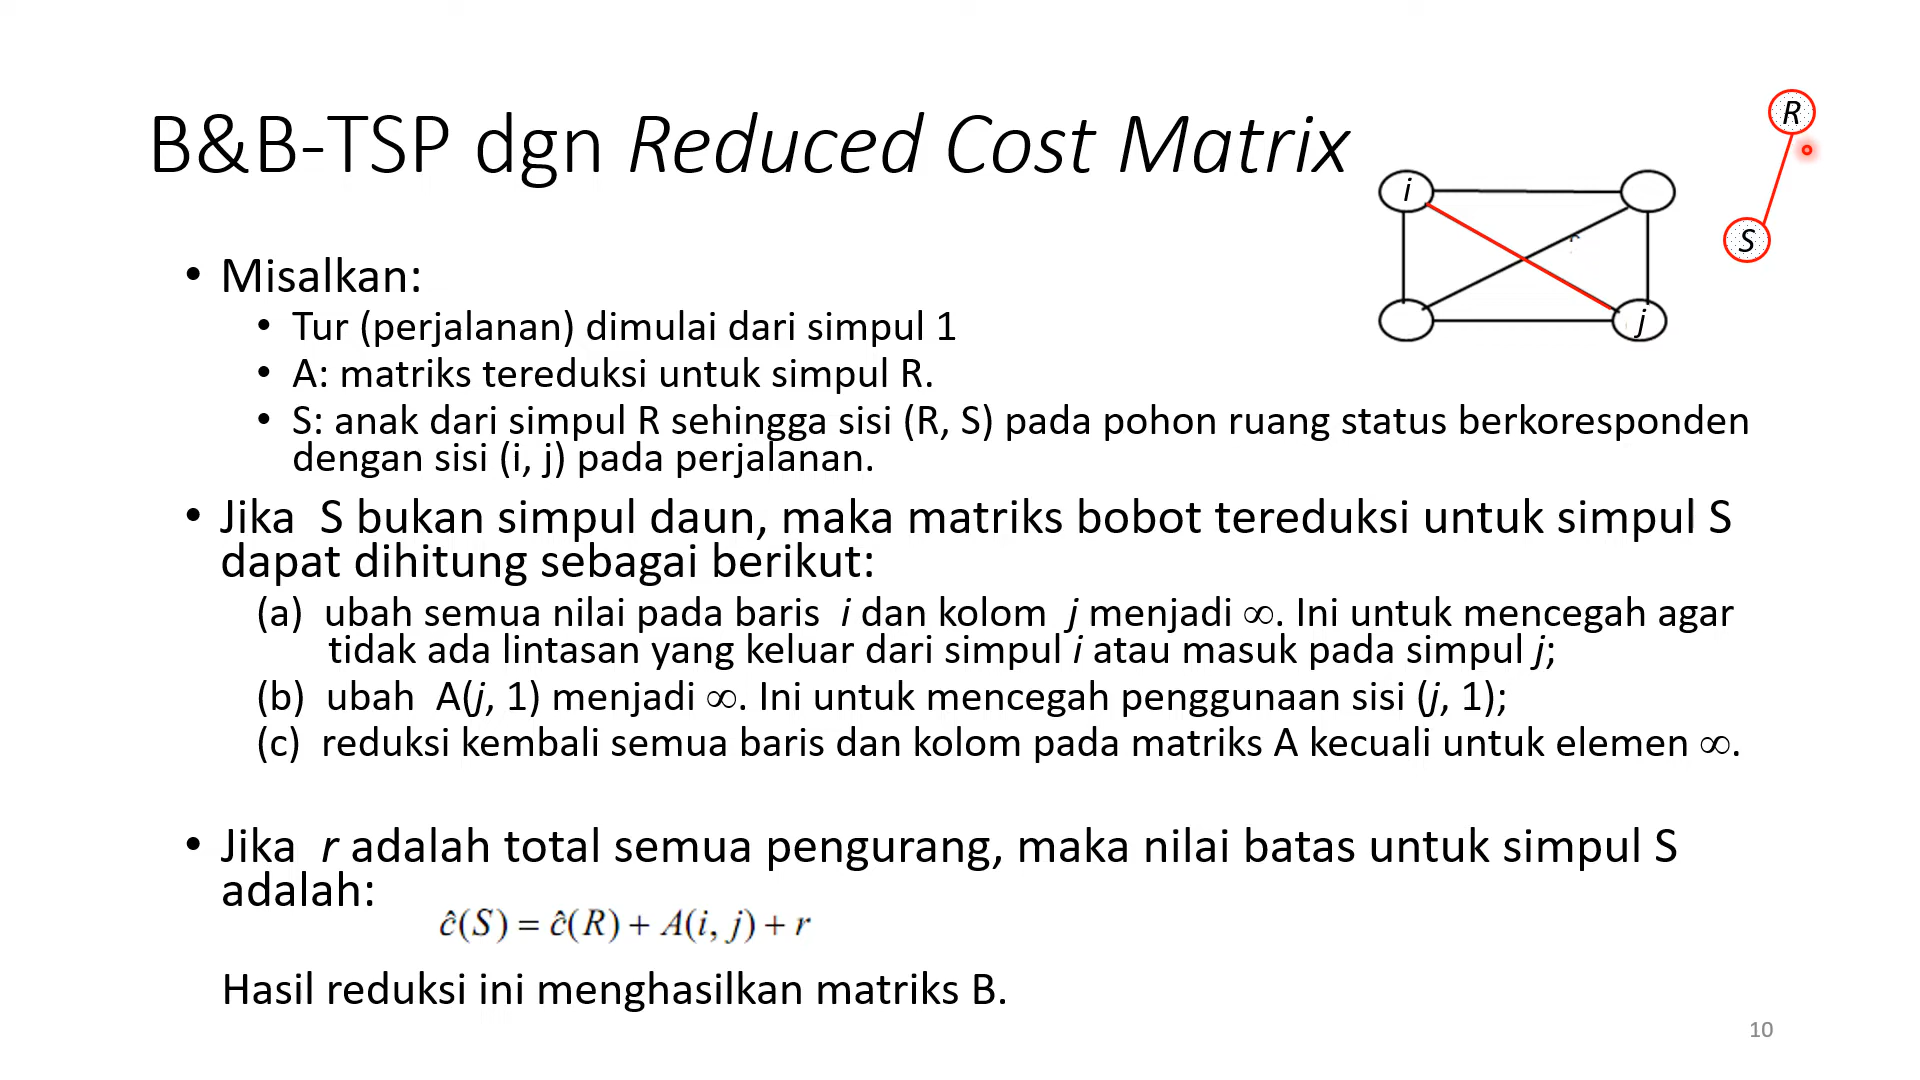 B&B-TSP dgn Reduced Cost Matrix
R
i
S
j
• Misalkan:
• Tur (perjalanan) dimulai dari simpul 1
• A: matriks tereduksi untuk simpul R.
• S: anak dari simpul R sehingga sisi (R, S) pada pohon ruang status berkoresponden
dengan sisi (i, j) pada perjalanan.
• Jika S bukan simpul daun, maka matriks bobot tereduksi untuk simpul S
dapat dihitung sebagai berikut:
(a) ubah semua nilai pada baris i dan kolom j menjadi ∞. Ini untuk mencegah agar
tidak ada lintasan yang keluar dari simpul i atau masuk pada simpul j;
(b) ubah A(j, 1) menjadi ∞. Ini untuk mencegah penggunaan sisi (j, 1);
(c) reduksi kembali semua baris dan kolom pada matriks A kecuali untuk elemen ∞.
• Jika r adalah total semua pengurang, maka nilai batas untuk simpul S
adalah:
ĉ(S) = ĉ(R) + A(i, j) + r
Hasil reduksi ini menghasilkan matriks B.
10